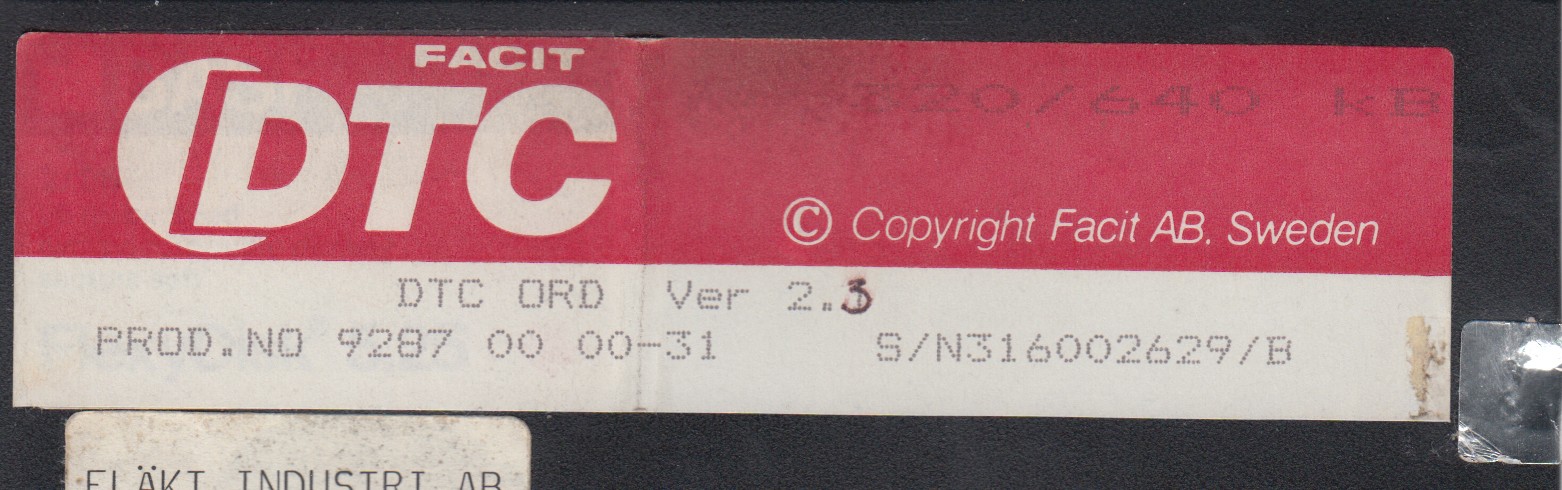 FACIT
DTC
320/640 kB
© Copyright Facit AB. Sweden
DTC ORD Ver 2.3
PROD.NO 9287 00 00-31 S/N316002629/B
FLÄKT INDUSTRI AB